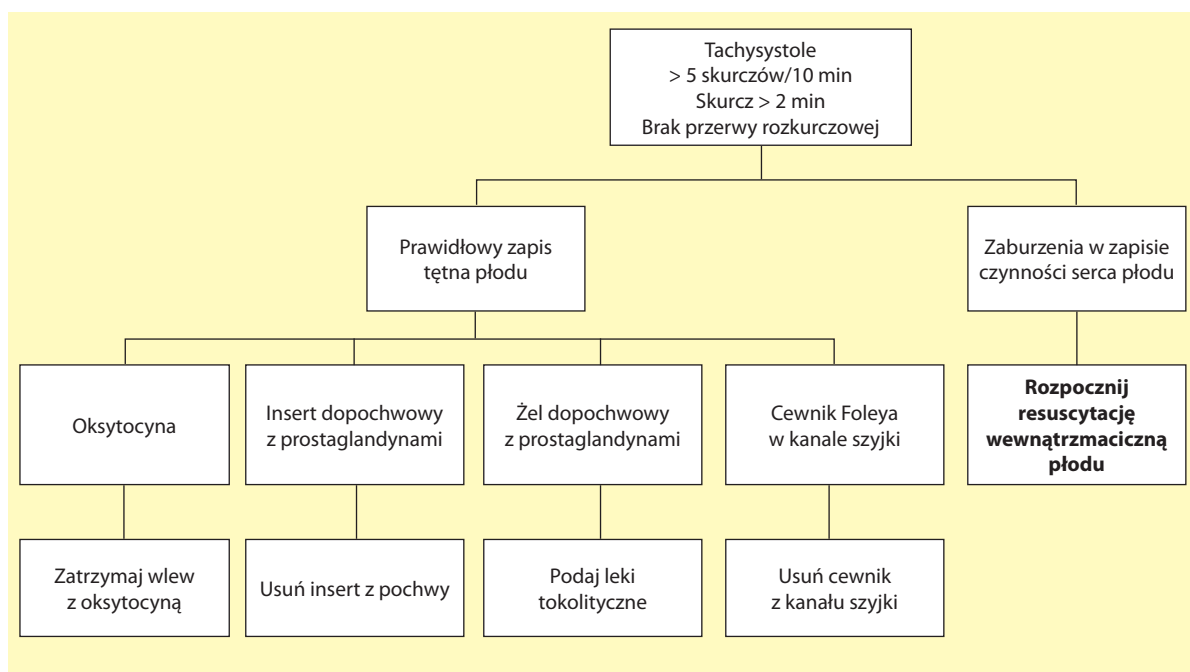 Tachysystole
> 5 skurczów/10 min
Skurcz > 2 min
Brak przerwy rozkurczowej
Prawidłowy zapis
tętna płodu
Zaburzenia w zapisie
czynności serca płodu
Oksytocyna
Insert dopochwowy
z prostaglandynami
Żel dopochwowy
z prostaglandynami
Cewnik Foleya
w kanale szyjki
Rozpocznij
resuscytację
wewnątrzmaciczną
płodu
Zatrzymaj wlew
z oksytocyną
Usuń insert z pochwy
Podaj leki
tokolityczne
Usuń cewnik
z kanału szyjki